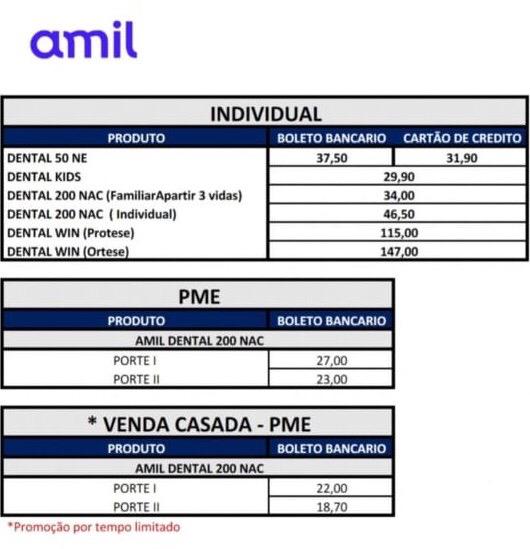 amil
INDIVIDUAL
PRODUTO BOLETO BANCARIO CARTÃO DE CREDITO
DENTAL 50 NE 37,50 31,90
DENTAL KIDS 29,90
DENTAL 200 NAC (FamiliarApartir 3 vidas) 34,00
DENTAL 200 NAC ( Individual) 46,50
DENTAL WIN (Protese) 115,00
DENTAL WIN (Ortese) 147,00
PME
PRODUTO BOLETO BANCARIO
AMIL DENTAL 200 NAC
PORTE I 27,00
PORTE II 23,00
* VENDA CASADA - PME
PRODUTO BOLETO BANCARIO
AMIL DENTAL 200 NAC
PORTE I 22,00
PORTE II 18,70
*Promoção por tempo limitado